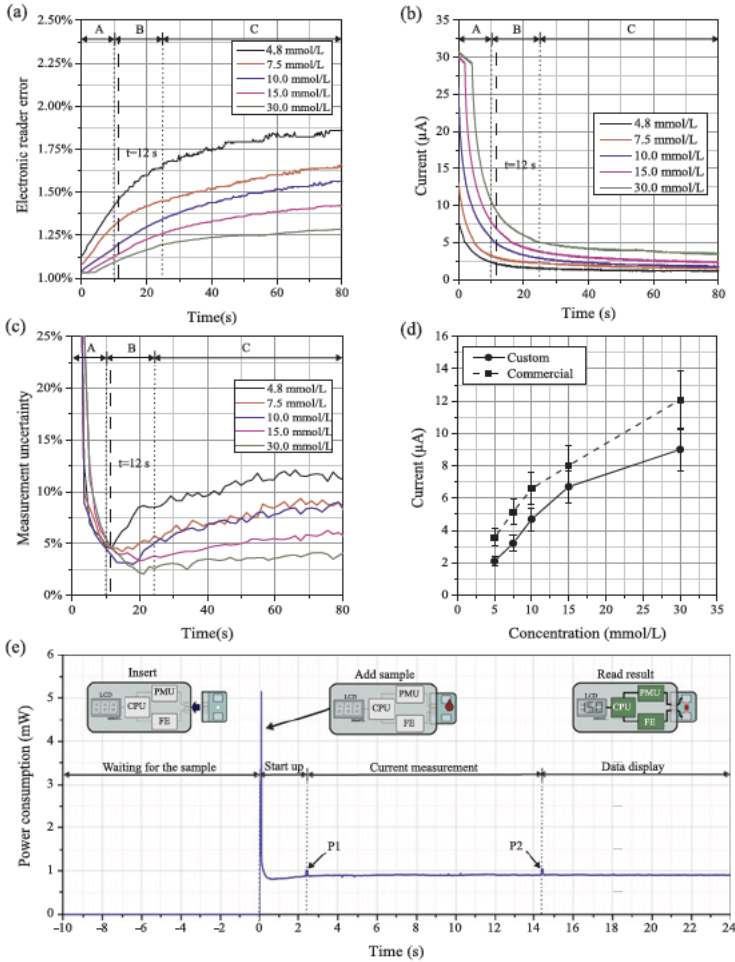 (a)
2.50%
2.25%
2.00%
1.75%
1.50%
1.25%
1.00%
Electronic reader error
A B C
4.8 mmol/L
7.5 mmol/L
10.0 mmol/L
15.0 mmol/L
30.0 mmol/L
t=12 s
0 20 40 60 80
Time(s)
(b)
35
30
25
20
15
10
5
0
Current (μA)
A B C
4.8 mmol/L
7.5 mmol/L
10.0 mmol/L
15.0 mmol/L
30.0 mmol/L
t=12 s
0 20 40 60 80
Time (s)
(c)
25%
20%
15%
10%
5%
0%
Measurement uncertainty
A B C
4.8 mmol/L
7.5 mmol/L
10.0 mmol/L
15.0 mmol/L
30.0 mmol/L
t=12 s
0 20 40 60 80
Time(s)
(d)
16
14
12
10
8
6
4
2
0
Current (μA)
Custom
Commercial
0 5 10 15 20 25 30 35
Concentration (mmol/L)
(e)
6
5
4
3
2
1
0
Power consumption (mW)
Insert
LCD
PMU
CPU
FE
Add sample
LCD
PMU
CPU
FE
Read result
LCD
15.0
PMU
CPU
FE
Waiting for the sample
Start up
Current measurement
Data display
P1
P2
-10 -8 -6 -4 -2 0 2 4 6 8 10 12 14 16 18 20 22 24
Time (s)